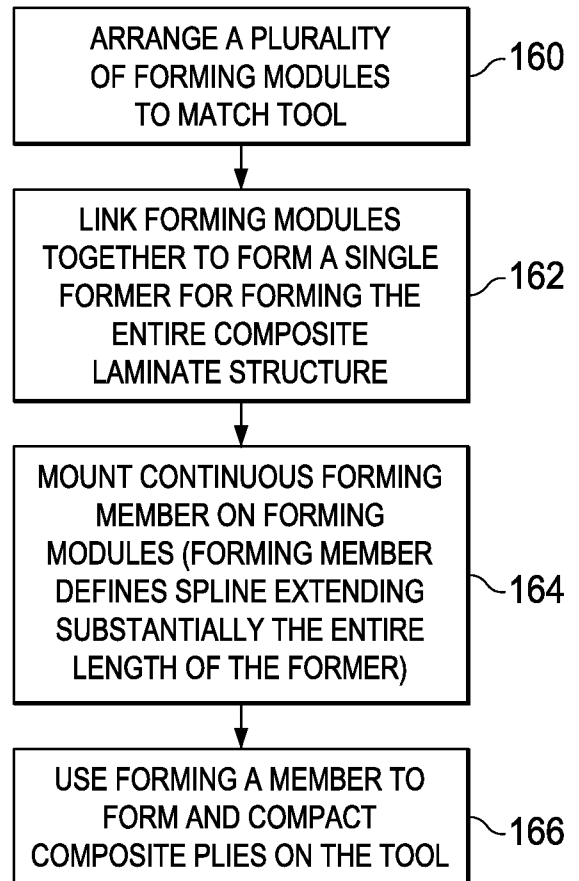 ARRANGE A PLURALITY
OF FORMING MODULES
TO MATCH TOOL
160
LINK FORMING MODULES
TOGETHER TO FORM A SINGLE
FORMER FOR FORMING THE
ENTIRE COMPOSITE
LAMINATE STRUCTURE
162
MOUNT CONTINUOUS FORMING
MEMBER ON FORMING
MODULES (FORMING MEMBER
DEFINES SPLINE EXTENDING
SUBSTANTIALLY THE ENTIRE
LENGTH OF THE FORMER)
164
USE FORMING A MEMBER TO
FORM AND COMPACT
COMPOSITE PLIES ON THE TOOL
166